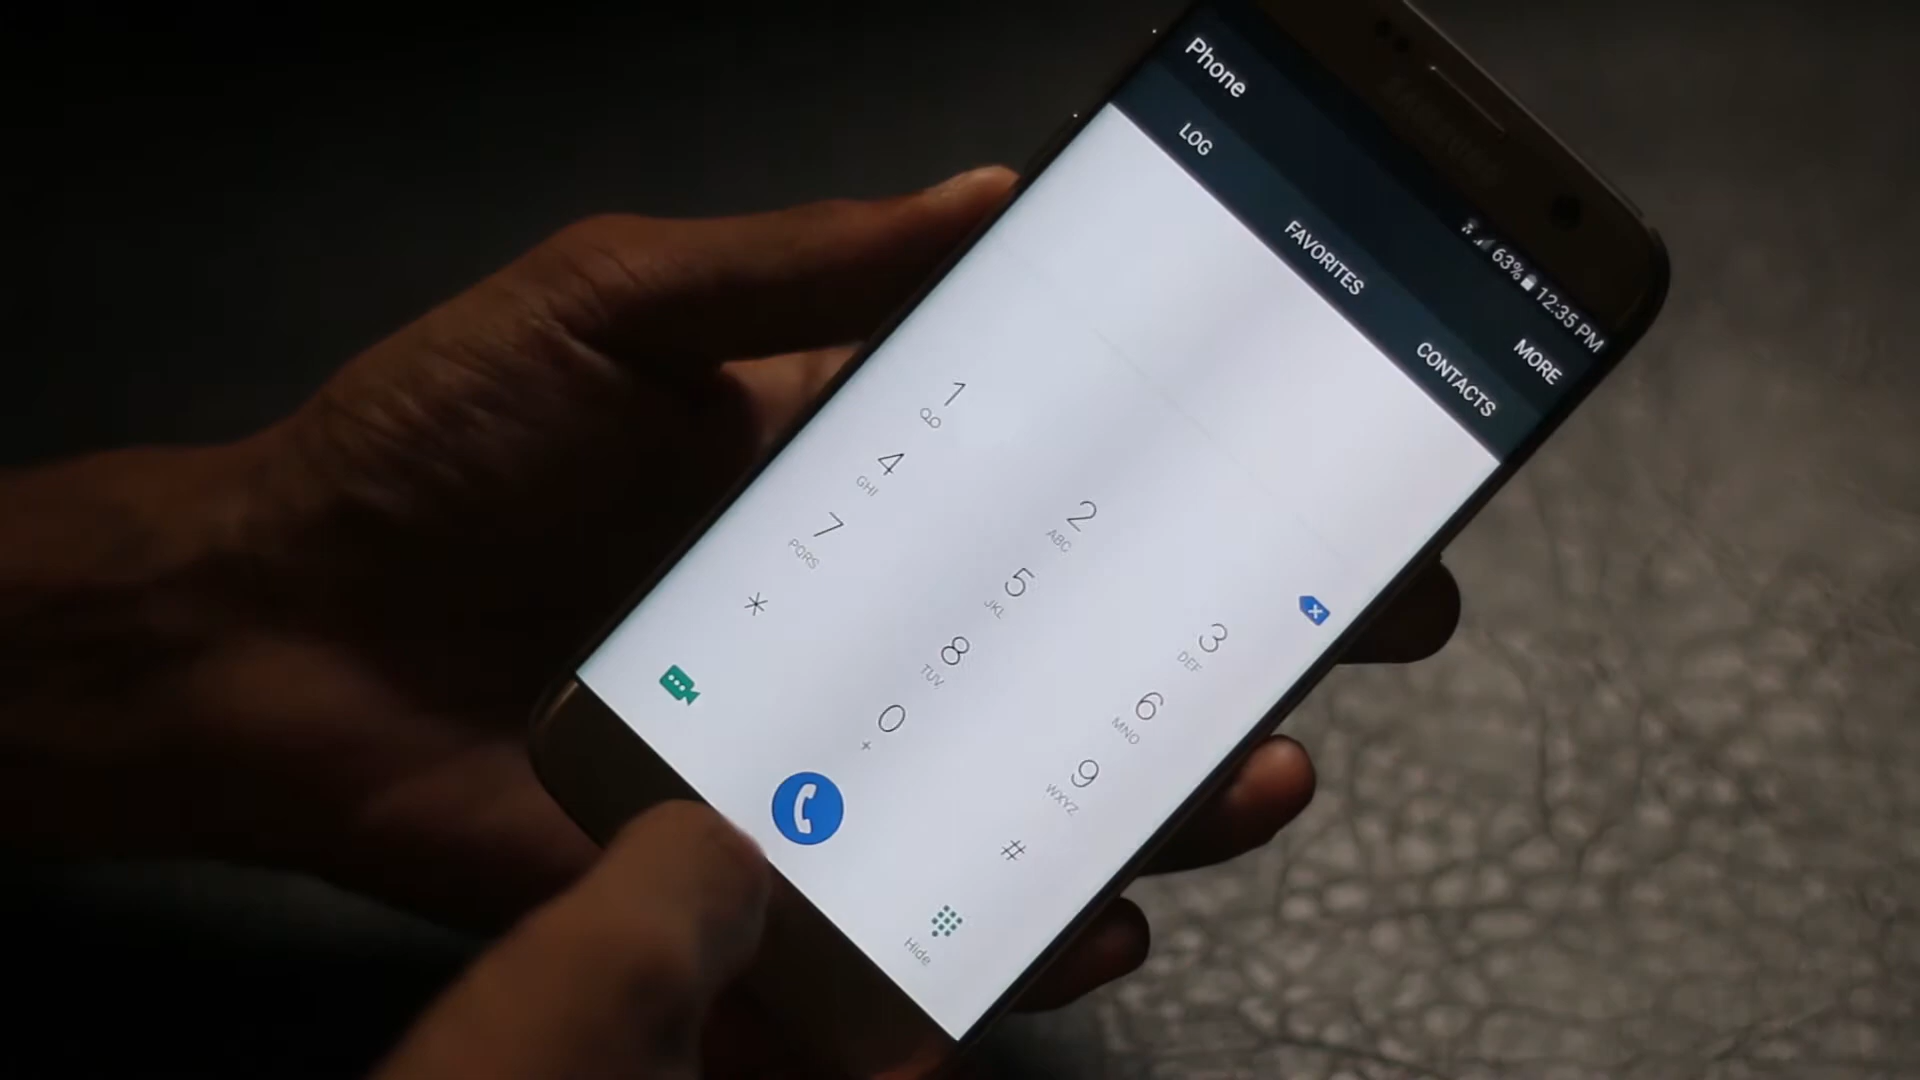 63% 12:35 PM
Phone
MORE
LOG
FAVORITES
CONTACTS
1
2
ABC
3
DEF
4
GHI
5
JKL
6
MNO
7
PQRS
8
TUV
9
WXYZ
*
0
+
#
Hide